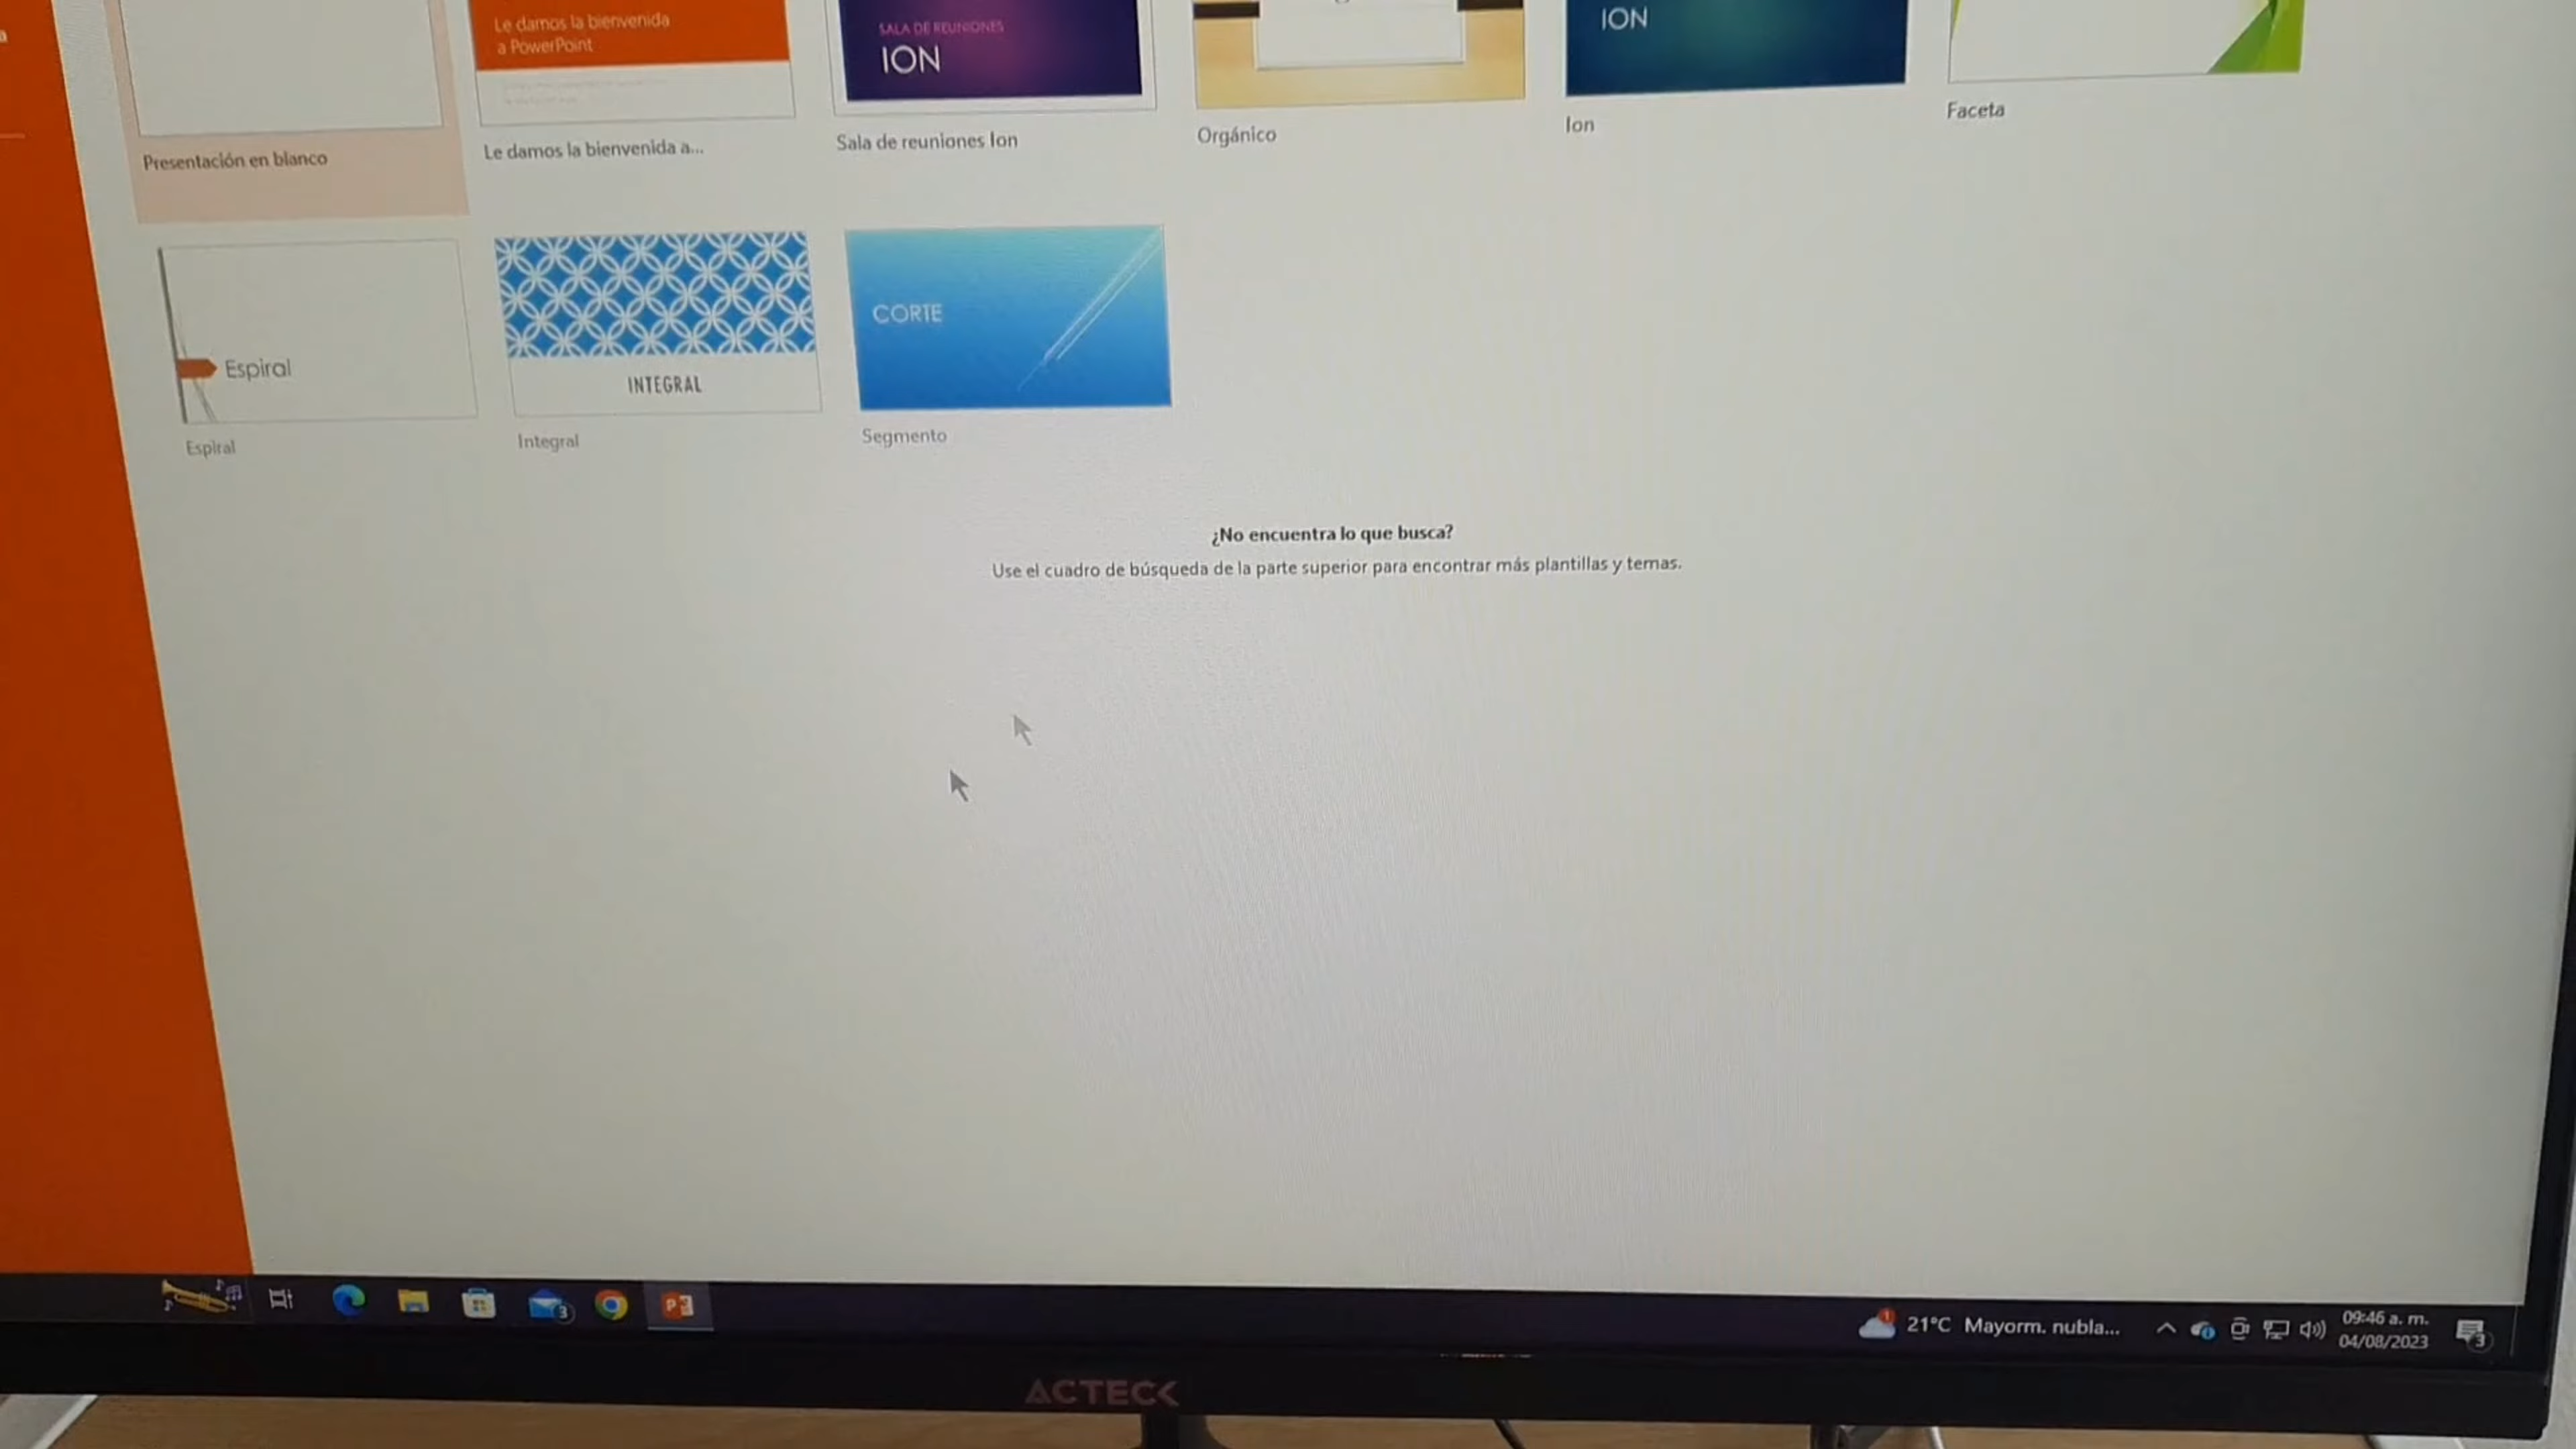 Le damos la bienvenida
a PowerPoint
SALA DE REUNIONES
ION
ION
Presentación en blanco
Le damos la bienvenida a...
Sala de reuniones Ion
Orgánico
Ion
Faceta
Espiral
INTEGRAL
CORTE
Espiral
Integral
Segmento
¿No encuentra lo que busca?
Use el cuadro de búsqueda de la parte superior para encontrar más plantillas y temas.
3
P
1
21°C Mayorm. nubla...
09:46 a. m.
04/08/2023
3
ACTECK